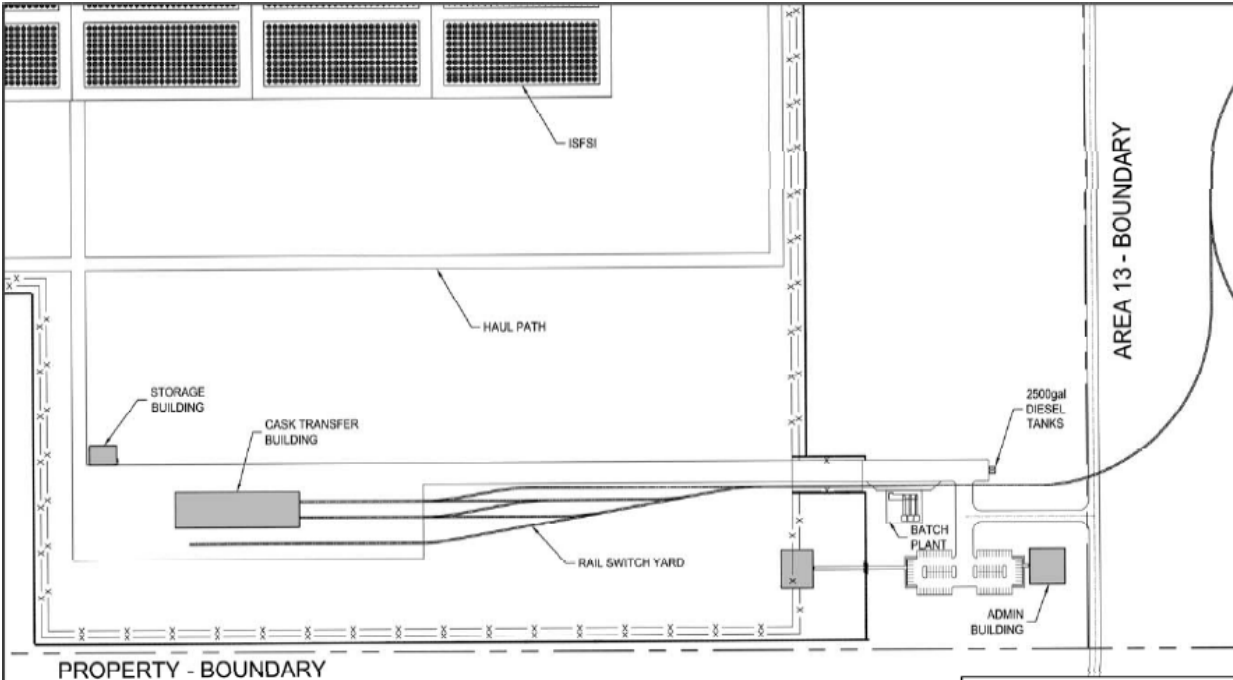 ISFSI
AREA 13 - BOUNDARY
HAUL PATH
STORAGE
BUILDING
CASK TRANSFER
BUILDING
2500gal
DIESEL
TANKS
BATCH
PLANT
RAIL SWITCH YARD
ADMIN
BUILDING
PROPERTY - BOUNDARY